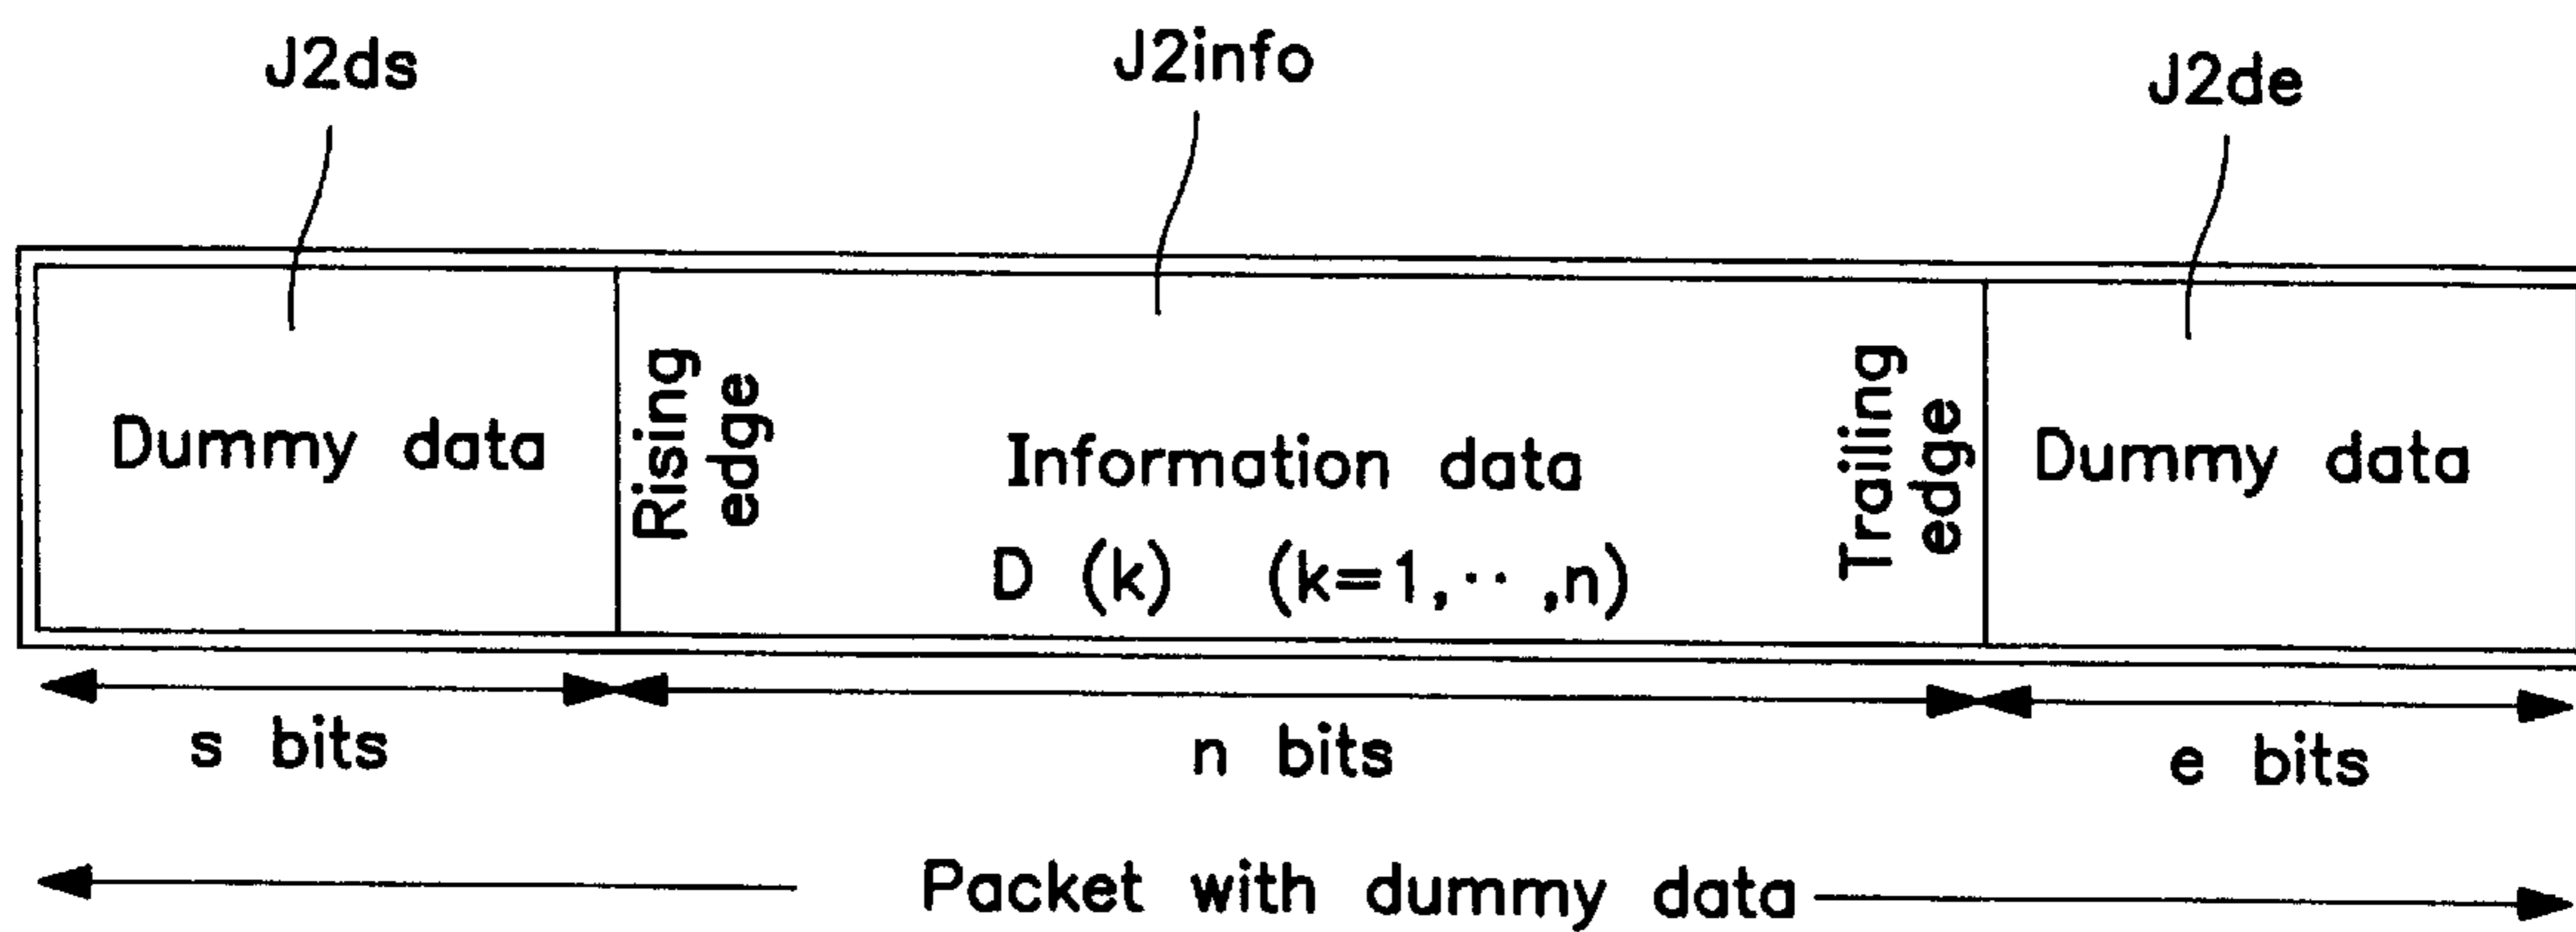 J2ds
J2info
J2de
Dummy data
Rising
edge
Information data
D (k) (k=1,·· ,n)
Trailing
edge
Dummy data
s bits
n bits
e bits
Packet with dummy data